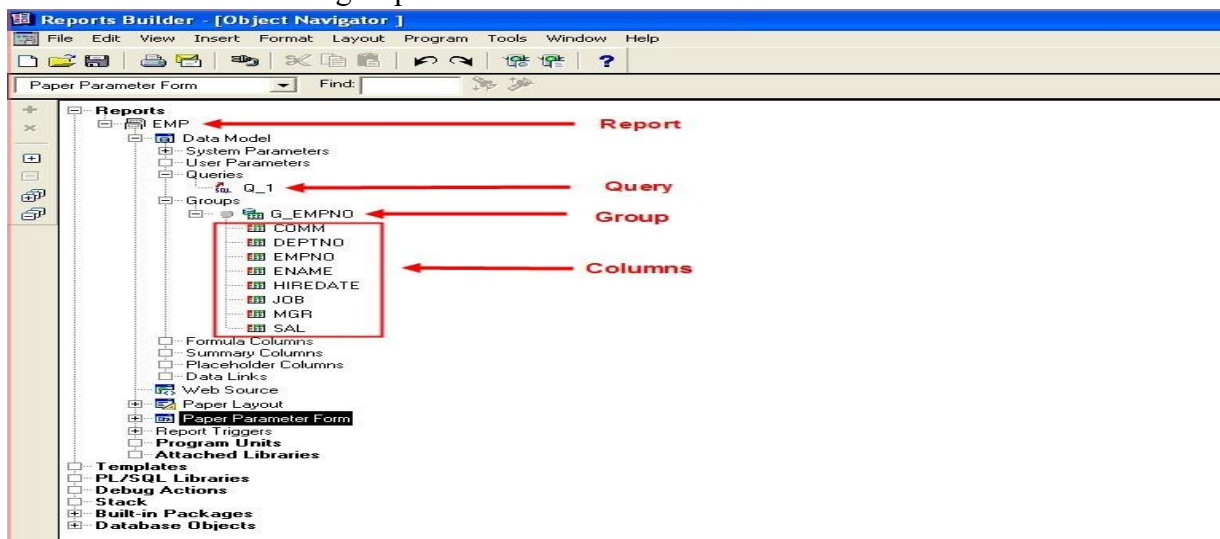 Reports Builder - [Object Navigator ]
File Edit View Insert Format Layout Program Tools Window Help
Paper Parameter Form Find:
Reports
EMP Report
Data Model
System Parameters
User Parameters
Queries
SQL Q_1 Query
Groups
G_EMPNO Group
COMM
DEPTNO
EMPNO
ENAME Columns
HIREDATE
JOB
MGR
SAL
Formula Columns
Summary Columns
Placeholder Columns
Data Links
Web Source
Paper Layout
Paper Parameter Form
Report Triggers
Program Units
Attached Libraries
Templates
PL/SQL Libraries
Debug Actions
Stack
Built-in Packages
Database Objects